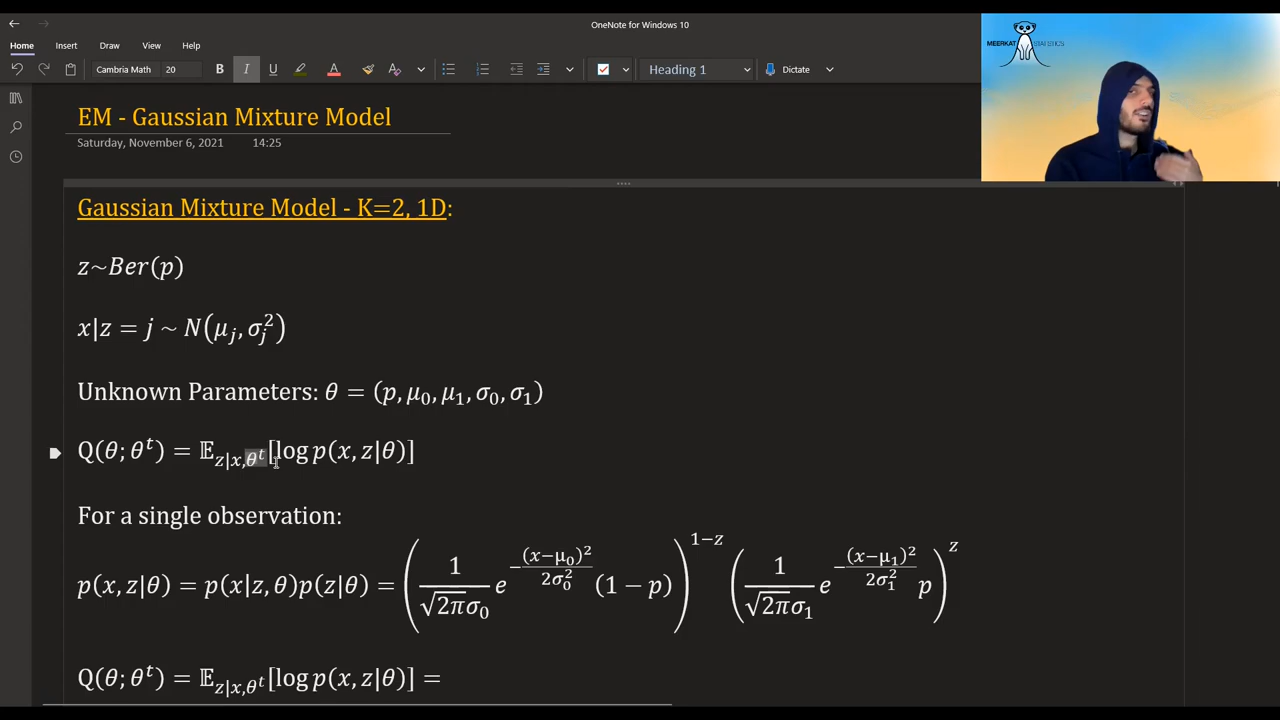 OneNote for Windows 10
MEERKAT STATISTICS
Home Insert Draw View Help
Cambria Math 20 B I U A A Heading 1 Dictate
EM - Gaussian Mixture Model
Saturday, November 6, 2021 14:25
Gaussian Mixture Model - K=2, 1D:
z~Ber(p)
x|z = j ~ N(μ_j, σ_j^2)
Unknown Parameters: θ = (p, μ_0, μ_1, σ_0, σ_1)
Q(θ; θ^t) = 𝔼_{z|x,θ^t}[log p(x, z|θ)]
For a single observation:
p(x, z|θ) = p(x|z, θ)p(z|θ) = (1/(√2π σ_0) e^{-(x-μ_0)^2/2σ_0^2} (1 − p))^{1-z} (1/(√2π σ_1) e^{-(x-μ_1)^2/2σ_1^2} p)^z
Q(θ; θ^t) = 𝔼_{z|x,θ^t}[log p(x, z|θ)] =